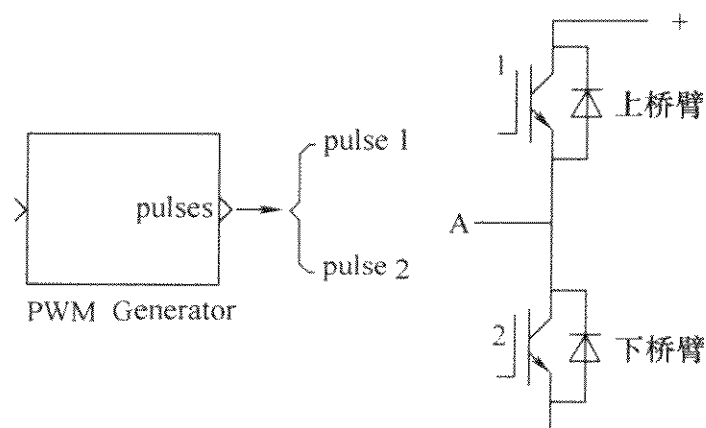 +
1
上桥臂
pulse 1
pulses
A
pulse 2
PWM Generator
2
下桥臂